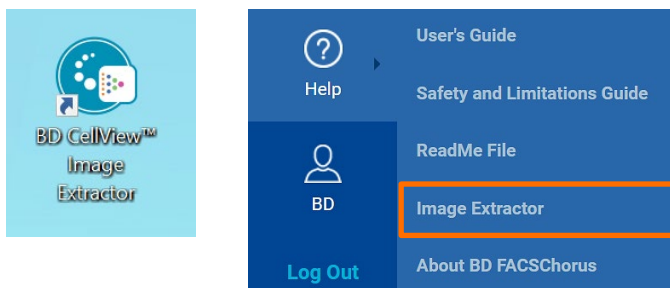 BD CellView™
Image
Extractor
Help
User's Guide
Safety and Limitations Guide
ReadMe File
BD
Image Extractor
Log Out
About BD FACSChorus